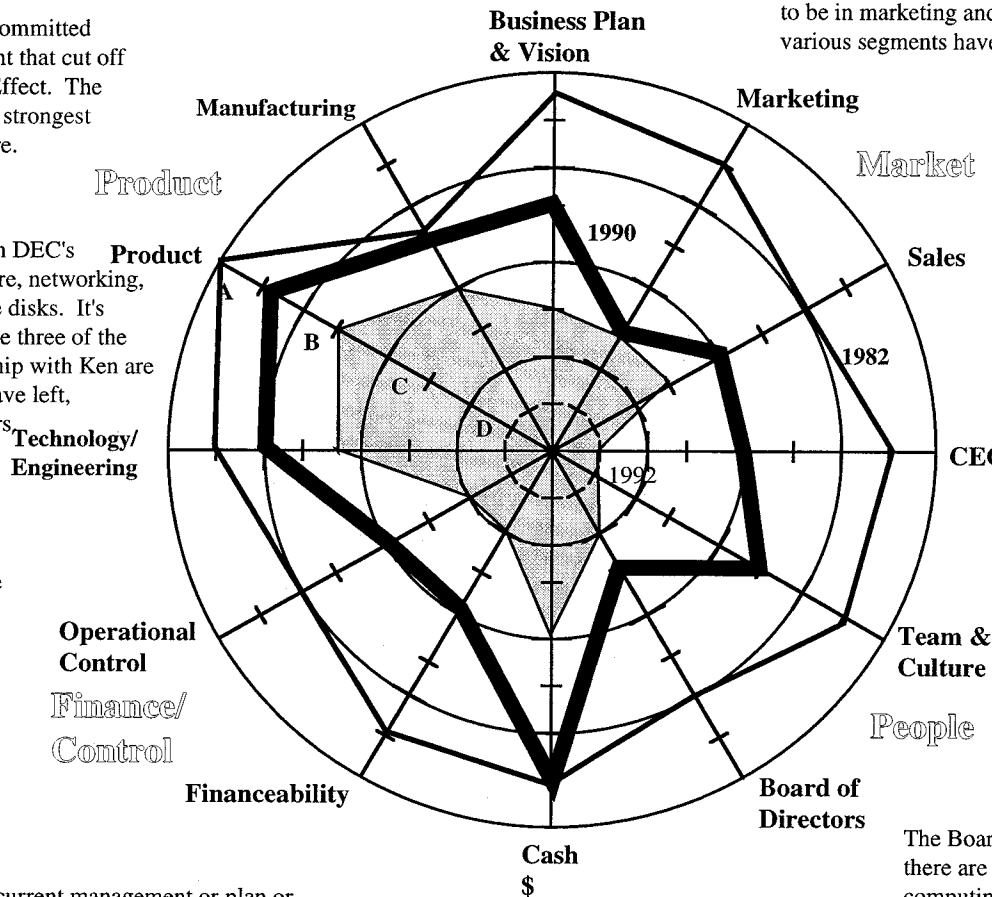 ommitted
nt that cut off
Effect. The
strongest
re.
to be in marketing and
various segments have
Business Plan
& Vision
Manufacturing
Marketing
Product
Market
1990
n DEC's
Product
Sales
re, networking,
A
e disks. It's
B
e three of the
1982
hip with Ken are
C
ave left,
D
rs
Technology/
Engineering
CEO
1992
e
Operational
Control
Team &
Culture
Finance/
Control
People
Financeability
Board of
Directors
Cash
$
The Boar
there are
computin
current management or plan or